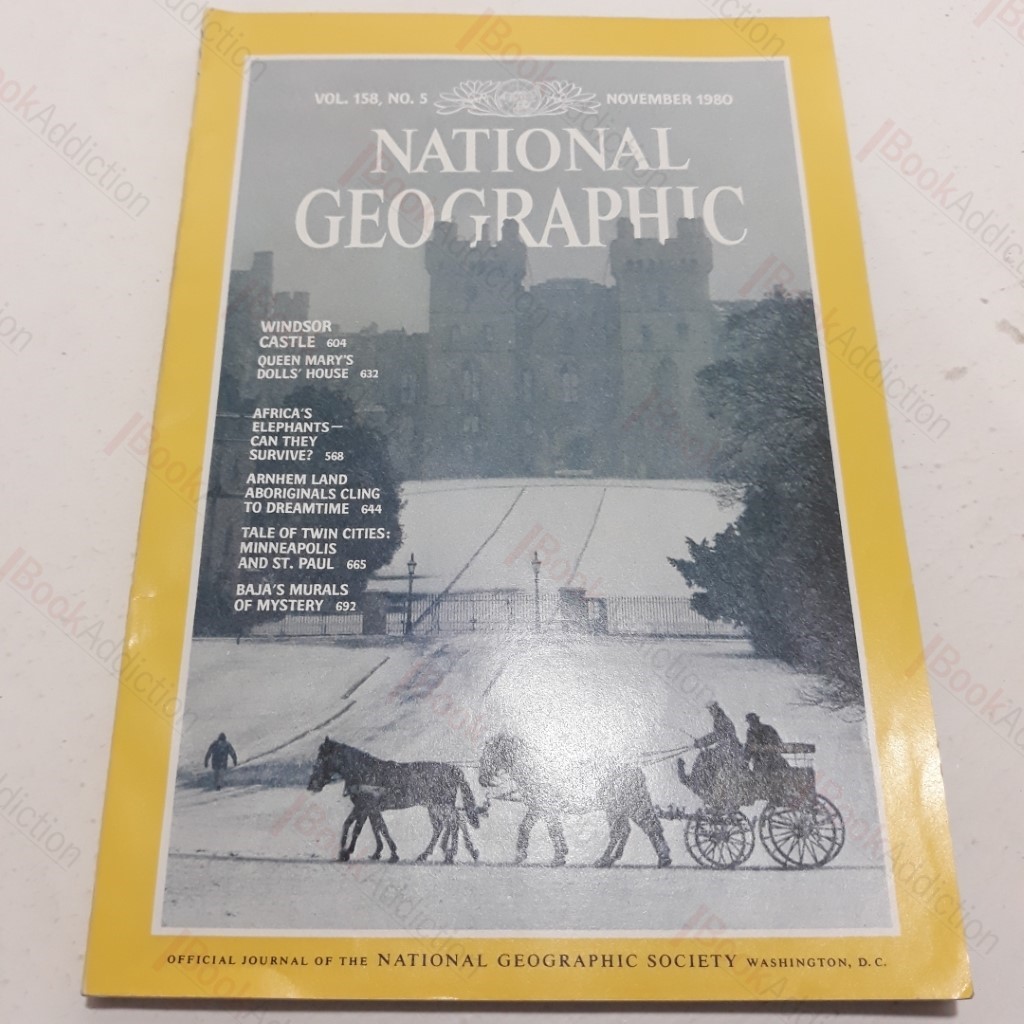 VOL. 158, NO. 5 NOVEMBER 1980
NATIONAL
GEOGRAPHIC
WINDSOR
CASTLE 604
QUEEN MARY'S
DOLLS' HOUSE 632
AFRICA'S
ELEPHANTS—
CAN THEY
SURVIVE? 568
ARNHEM LAND
ABORIGINALS CLING
TO DREAMTIME 644
TALE OF TWIN CITIES:
MINNEAPOLIS
AND ST. PAUL 665
BAJA'S MURALS
OF MYSTERY 692
OFFICIAL JOURNAL OF THE NATIONAL GEOGRAPHIC SOCIETY WASHINGTON, D.C.
BookAddiction